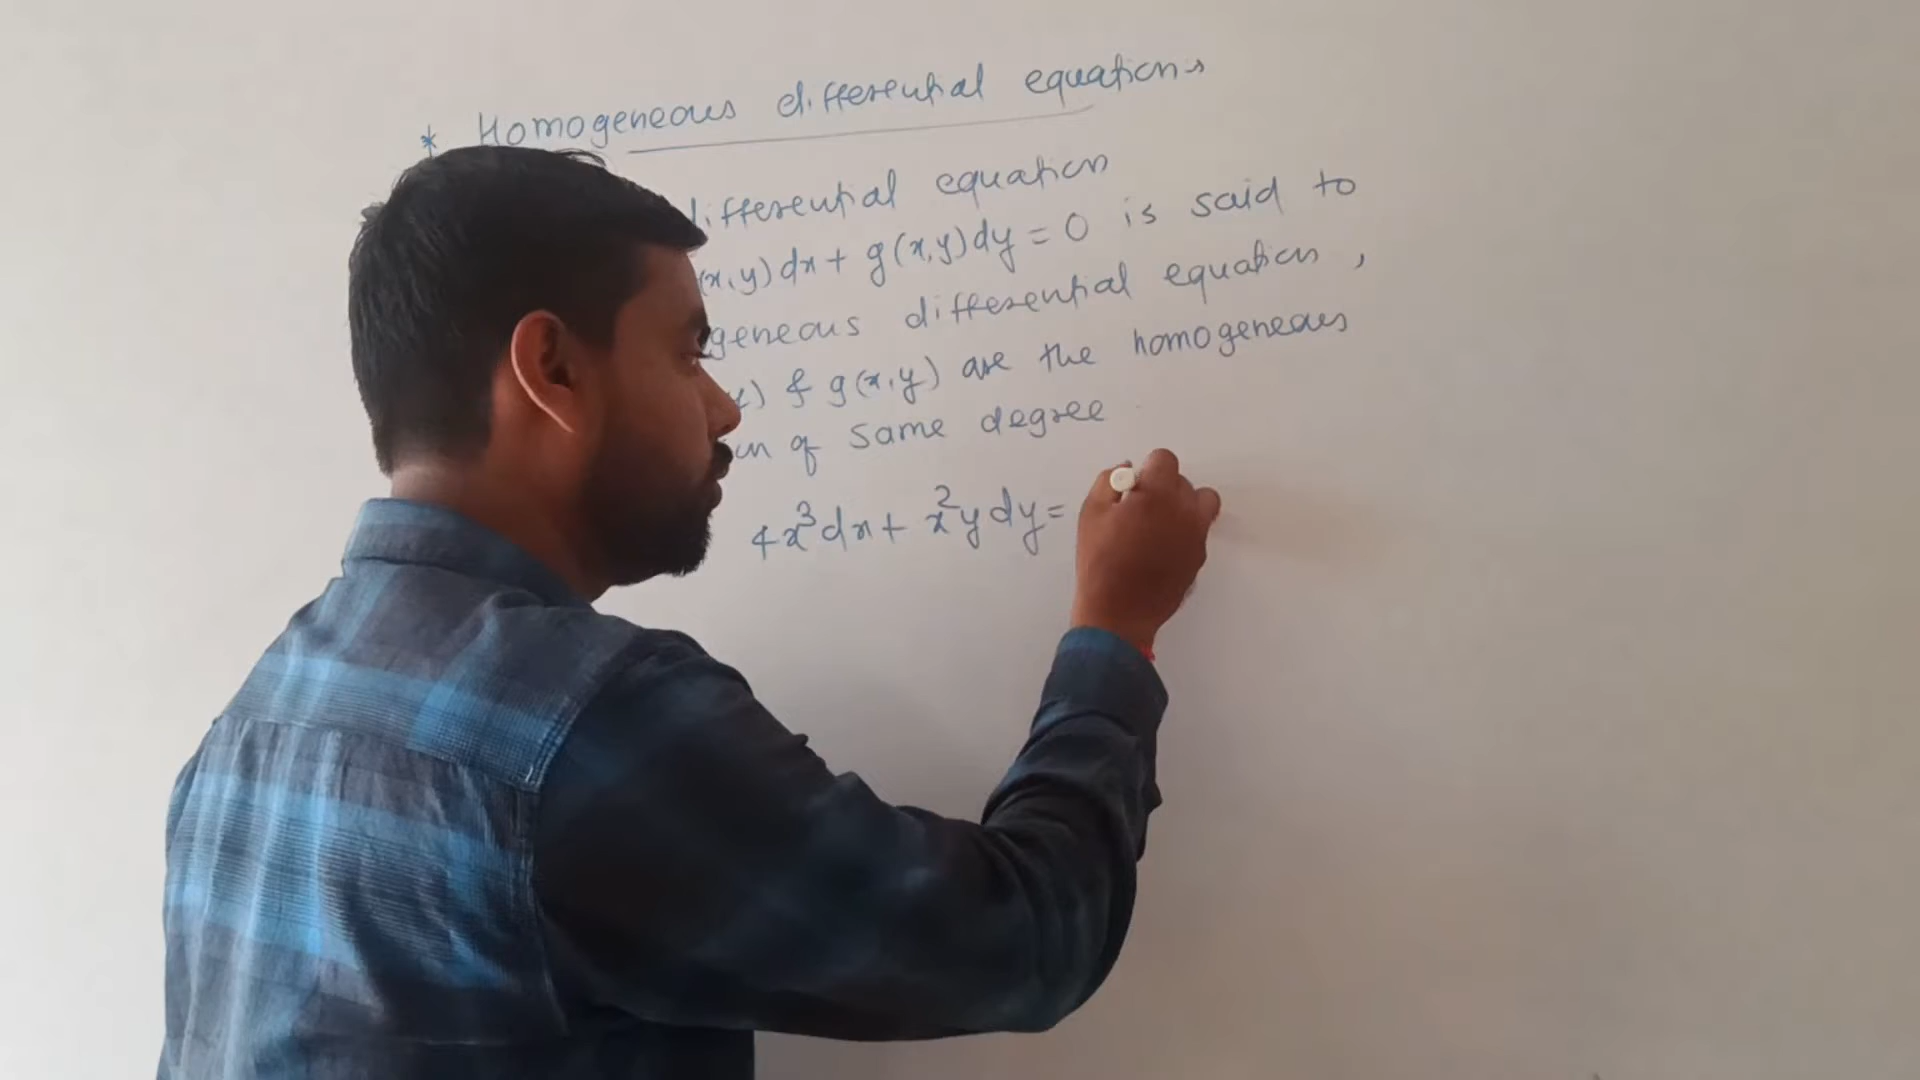 * Homogeneous differential equations
differential equation
(x,y)dx + g(x,y)dy = 0 is said to
geneous differential equation ,
) & g(x,y) are the homogeneous
of same degree
4x³dx + x²ydy =